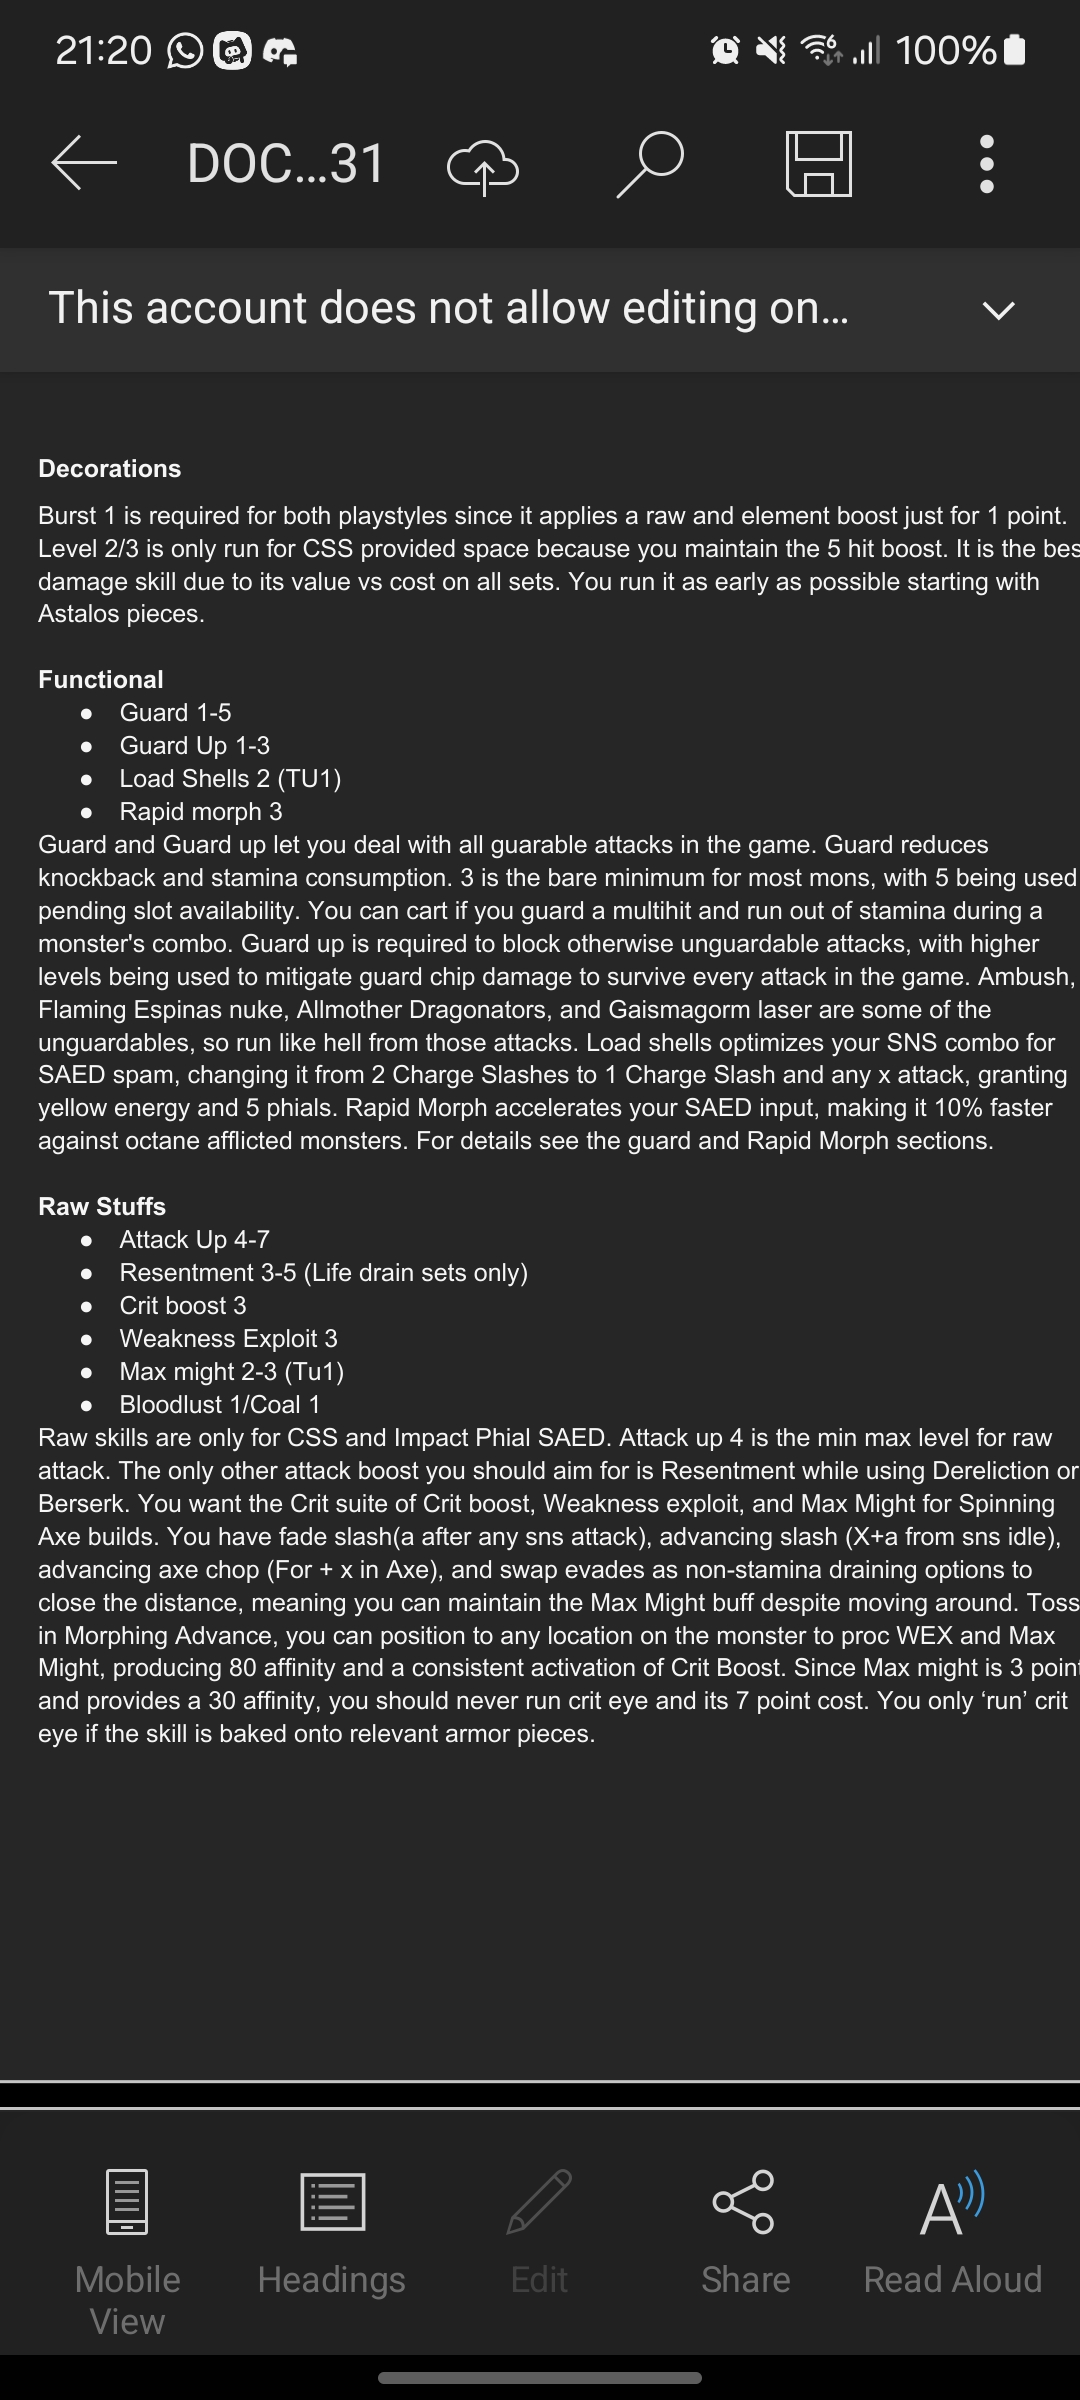 21:20
100%
DOC...31
This account does not allow editing on...
Decorations
Burst 1 is required for both playstyles since it applies a raw and element boost just for 1 point.
Level 2/3 is only run for CSS provided space because you maintain the 5 hit boost. It is the bes
damage skill due to its value vs cost on all sets. You run it as early as possible starting with
Astalos pieces.
Functional
● Guard 1-5
● Guard Up 1-3
● Load Shells 2 (TU1)
● Rapid morph 3
Guard and Guard up let you deal with all guarable attacks in the game. Guard reduces
knockback and stamina consumption. 3 is the bare minimum for most mons, with 5 being used
pending slot availability. You can cart if you guard a multihit and run out of stamina during a
monster's combo. Guard up is required to block otherwise unguardable attacks, with higher
levels being used to mitigate guard chip damage to survive every attack in the game. Ambush,
Flaming Espinas nuke, Allmother Dragonators, and Gaismagorm laser are some of the
unguardables, so run like hell from those attacks. Load shells optimizes your SNS combo for
SAED spam, changing it from 2 Charge Slashes to 1 Charge Slash and any x attack, granting
yellow energy and 5 phials. Rapid Morph accelerates your SAED input, making it 10% faster
against octane afflicted monsters. For details see the guard and Rapid Morph sections.
Raw Stuffs
● Attack Up 4-7
● Resentment 3-5 (Life drain sets only)
● Crit boost 3
● Weakness Exploit 3
● Max might 2-3 (Tu1)
● Bloodlust 1/Coal 1
Raw skills are only for CSS and Impact Phial SAED. Attack up 4 is the min max level for raw
attack. The only other attack boost you should aim for is Resentment while using Dereliction or
Berserk. You want the Crit suite of Crit boost, Weakness exploit, and Max Might for Spinning
Axe builds. You have fade slash(a after any sns attack), advancing slash (X+a from sns idle),
advancing axe chop (For + x in Axe), and swap evades as non-stamina draining options to
close the distance, meaning you can maintain the Max Might buff despite moving around. Toss
in Morphing Advance, you can position to any location on the monster to proc WEX and Max
Might, producing 80 affinity and a consistent activation of Crit Boost. Since Max might is 3 point
and provides a 30 affinity, you should never run crit eye and its 7 point cost. You only ‘run’ crit
eye if the skill is baked onto relevant armor pieces.
Mobile View
Headings
Edit
Share
Read Aloud